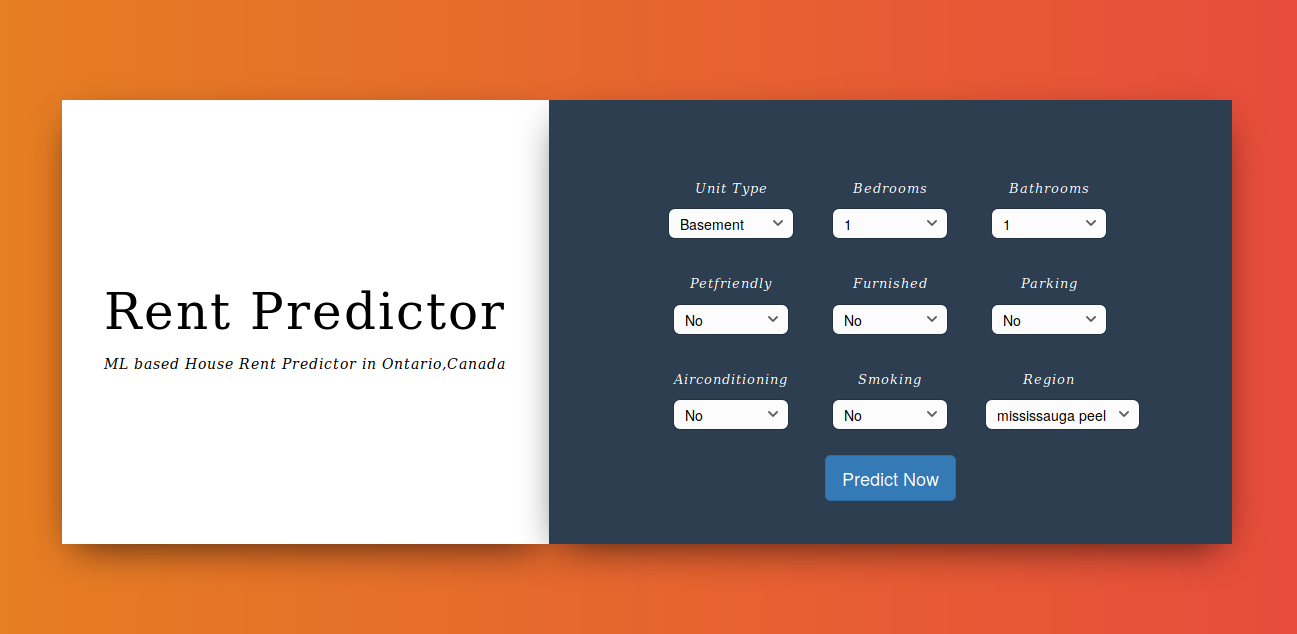 Rent Predictor
ML based House Rent Predictor in Ontario,Canada
Unit Type Bedrooms Bathrooms
Basement 1 1
Petfriendly Furnished Parking
No No No
Airconditioning Smoking Region
No No mississauga peel
Predict Now